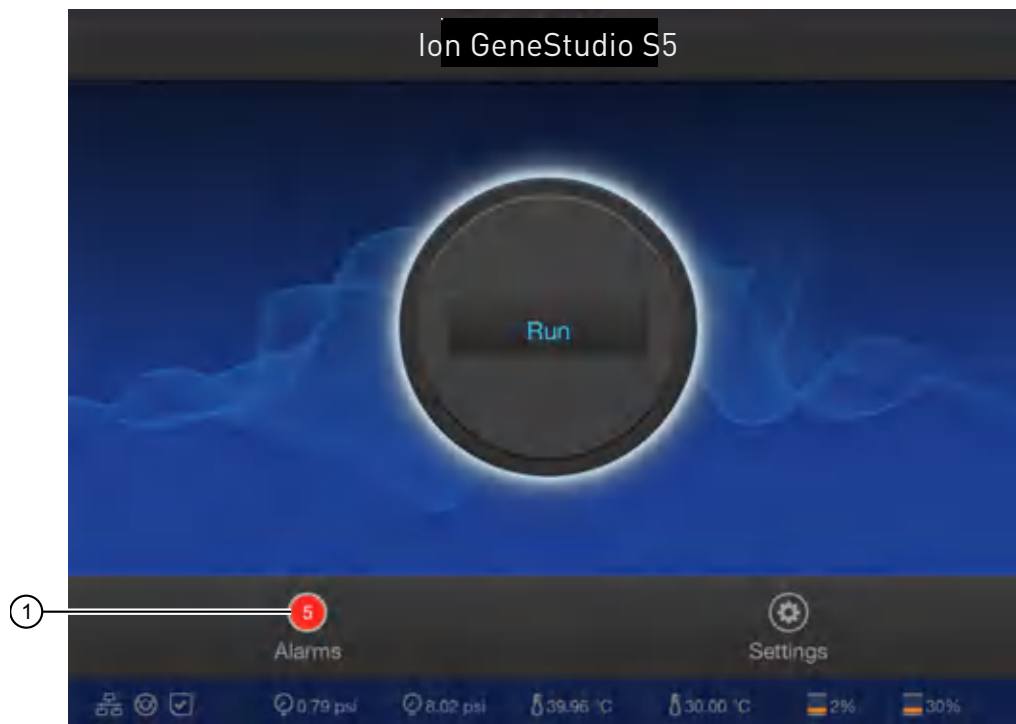 Ion GeneStudio S5
Run
1
5
Alarms
Settings
0.79 psi 8.02 psi 39.96 °C 30.00 °C 2% 30%